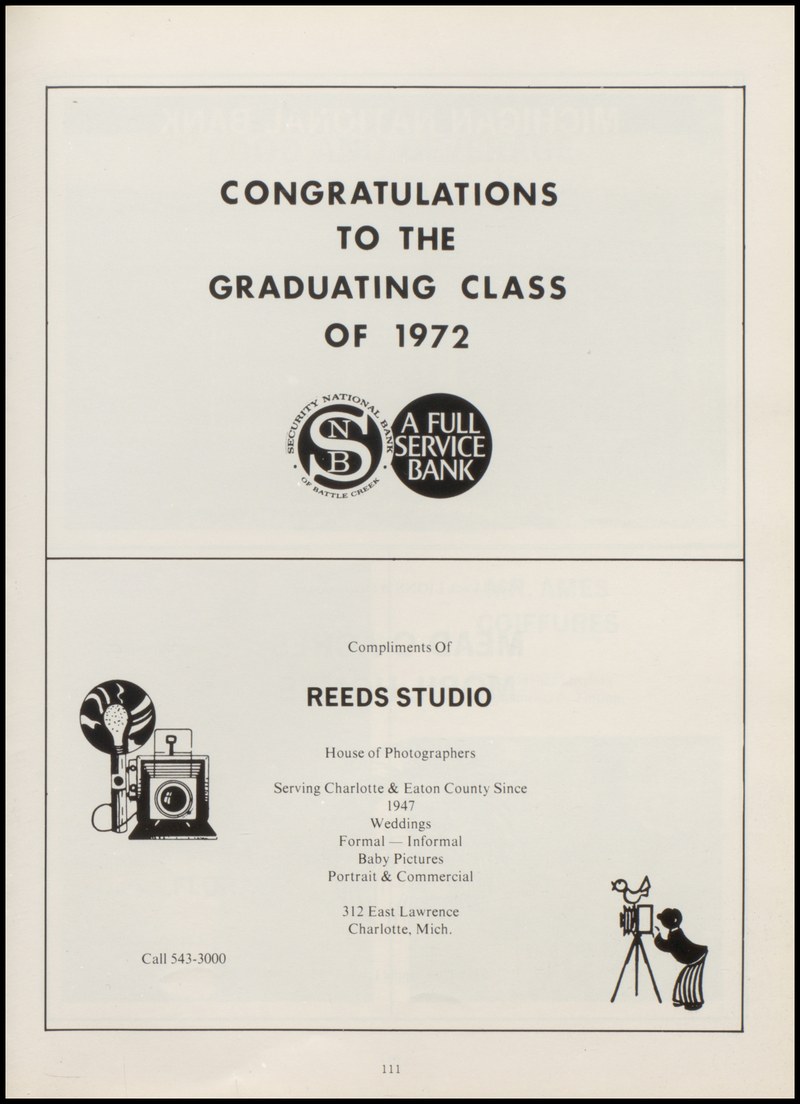 CONGRATULATIONS
TO THE
GRADUATING CLASS
OF 1972
SECURITY NATIONAL BANK
OF BATTLE CREEK
SNB
A FULL
SERVICE
BANK
Compliments Of
REEDS STUDIO
House of Photographers
Serving Charlotte & Eaton County Since
1947
Weddings
Formal — Informal
Baby Pictures
Portrait & Commercial
312 East Lawrence
Charlotte, Mich.
Call 543-3000
111